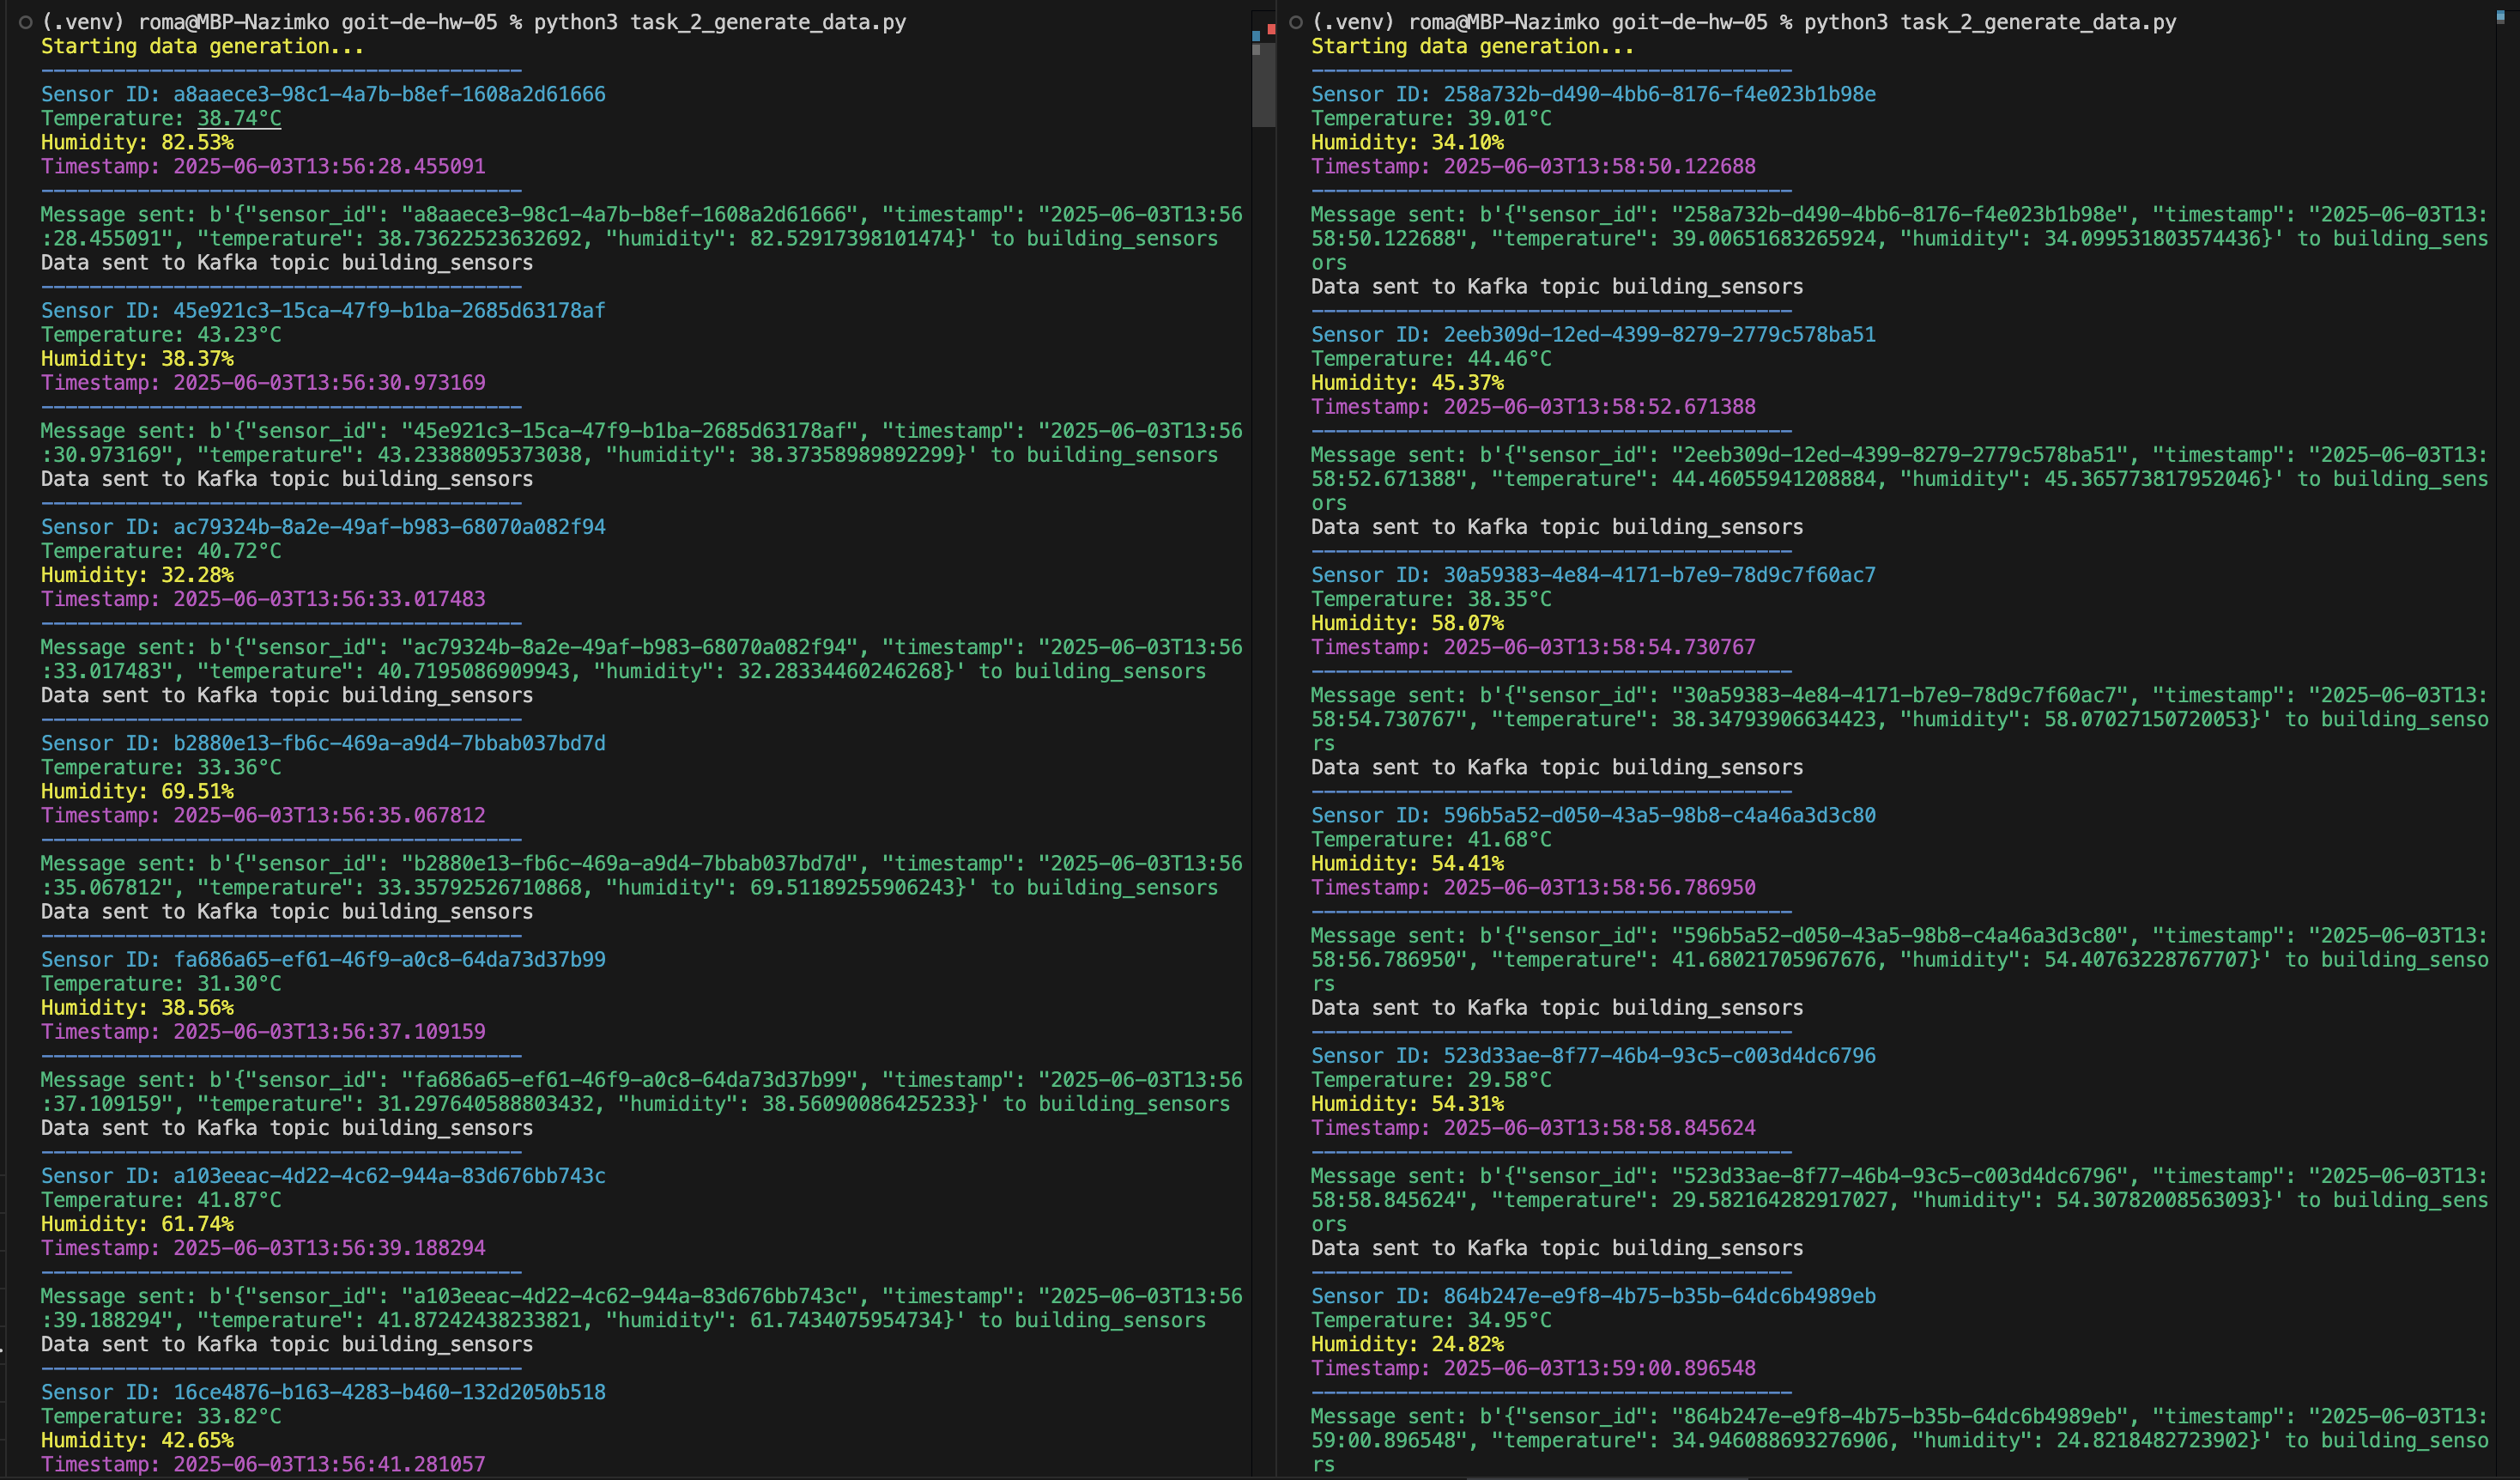 (.venv) roma@MBP-Nazimko goit-de-hw-05 % python3 task_2_generate_data.py
Starting data generation...
----------------------------------------
Sensor ID: a8aaece3-98c1-4a7b-b8ef-1608a2d61666
Temperature: 38.74°C
Humidity: 82.53%
Timestamp: 2025-06-03T13:56:28.455091
----------------------------------------
Message sent: b'{"sensor_id": "a8aaece3-98c1-4a7b-b8ef-1608a2d61666", "timestamp": "2025-06-03T13:56
:28.455091", "temperature": 38.73622523632692, "humidity": 82.52917398101474}' to building_sensors
Data sent to Kafka topic building_sensors
----------------------------------------
Sensor ID: 45e921c3-15ca-47f9-b1ba-2685d63178af
Temperature: 43.23°C
Humidity: 38.37%
Timestamp: 2025-06-03T13:56:30.973169
----------------------------------------
Message sent: b'{"sensor_id": "45e921c3-15ca-47f9-b1ba-2685d63178af", "timestamp": "2025-06-03T13:56
:30.973169", "temperature": 43.23388095373038, "humidity": 38.37358989892299}' to building_sensors
Data sent to Kafka topic building_sensors
----------------------------------------
Sensor ID: ac79324b-8a2e-49af-b983-68070a082f94
Temperature: 40.72°C
Humidity: 32.28%
Timestamp: 2025-06-03T13:56:33.017483
----------------------------------------
Message sent: b'{"sensor_id": "ac79324b-8a2e-49af-b983-68070a082f94", "timestamp": "2025-06-03T13:56
:33.017483", "temperature": 40.7195086909943, "humidity": 32.28334460246268}' to building_sensors
Data sent to Kafka topic building_sensors
----------------------------------------
Sensor ID: b2880e13-fb6c-469a-a9d4-7bbab037bd7d
Temperature: 33.36°C
Humidity: 69.51%
Timestamp: 2025-06-03T13:56:35.067812
----------------------------------------
Message sent: b'{"sensor_id": "b2880e13-fb6c-469a-a9d4-7bbab037bd7d", "timestamp": "2025-06-03T13:56
:35.067812", "temperature": 33.35792526710868, "humidity": 69.51189255906243}' to building_sensors
Data sent to Kafka topic building_sensors
----------------------------------------
Sensor ID: fa686a65-ef61-46f9-a0c8-64da73d37b99
Temperature: 31.30°C
Humidity: 38.56%
Timestamp: 2025-06-03T13:56:37.109159
----------------------------------------
Message sent: b'{"sensor_id": "fa686a65-ef61-46f9-a0c8-64da73d37b99", "timestamp": "2025-06-03T13:56
:37.109159", "temperature": 31.297640588803432, "humidity": 38.56090086425233}' to building_sensors
Data sent to Kafka topic building_sensors
----------------------------------------
Sensor ID: a103eeac-4d22-4c62-944a-83d676bb743c
Temperature: 41.87°C
Humidity: 61.74%
Timestamp: 2025-06-03T13:56:39.188294
----------------------------------------
Message sent: b'{"sensor_id": "a103eeac-4d22-4c62-944a-83d676bb743c", "timestamp": "2025-06-03T13:56
:39.188294", "temperature": 41.87242438233821, "humidity": 61.7434075954734}' to building_sensors
Data sent to Kafka topic building_sensors
----------------------------------------
Sensor ID: 16ce4876-b163-4283-b460-132d2050b518
Temperature: 33.82°C
Humidity: 42.65%
Timestamp: 2025-06-03T13:56:41.281057
(.venv) roma@MBP-Nazimko goit-de-hw-05 % python3 task_2_generate_data.py
Starting data generation...
----------------------------------------
Sensor ID: 258a732b-d490-4bb6-8176-f4e023b1b98e
Temperature: 39.01°C
Humidity: 34.10%
Timestamp: 2025-06-03T13:58:50.122688
----------------------------------------
Message sent: b'{"sensor_id": "258a732b-d490-4bb6-8176-f4e023b1b98e", "timestamp": "2025-06-03T13:
58:50.122688", "temperature": 39.00651683265924, "humidity": 34.099531803574436}' to building_sens
ors
Data sent to Kafka topic building_sensors
----------------------------------------
Sensor ID: 2eeb309d-12ed-4399-8279-2779c578ba51
Temperature: 44.46°C
Humidity: 45.37%
Timestamp: 2025-06-03T13:58:52.671388
----------------------------------------
Message sent: b'{"sensor_id": "2eeb309d-12ed-4399-8279-2779c578ba51", "timestamp": "2025-06-03T13:
58:52.671388", "temperature": 44.46055941208884, "humidity": 45.365773817952046}' to building_sens
ors
Data sent to Kafka topic building_sensors
----------------------------------------
Sensor ID: 30a59383-4e84-4171-b7e9-78d9c7f60ac7
Temperature: 38.35°C
Humidity: 58.07%
Timestamp: 2025-06-03T13:58:54.730767
----------------------------------------
Message sent: b'{"sensor_id": "30a59383-4e84-4171-b7e9-78d9c7f60ac7", "timestamp": "2025-06-03T13:
58:54.730767", "temperature": 38.34793906634423, "humidity": 58.07027150720053}' to building_senso
rs
Data sent to Kafka topic building_sensors
----------------------------------------
Sensor ID: 596b5a52-d050-43a5-98b8-c4a46a3d3c80
Temperature: 41.68°C
Humidity: 54.41%
Timestamp: 2025-06-03T13:58:56.786950
----------------------------------------
Message sent: b'{"sensor_id": "596b5a52-d050-43a5-98b8-c4a46a3d3c80", "timestamp": "2025-06-03T13:
58:56.786950", "temperature": 41.68021705967676, "humidity": 54.40763228767707}' to building_senso
rs
Data sent to Kafka topic building_sensors
----------------------------------------
Sensor ID: 523d33ae-8f77-46b4-93c5-c003d4dc6796
Temperature: 29.58°C
Humidity: 54.31%
Timestamp: 2025-06-03T13:58:58.845624
----------------------------------------
Message sent: b'{"sensor_id": "523d33ae-8f77-46b4-93c5-c003d4dc6796", "timestamp": "2025-06-03T13:
58:58.845624", "temperature": 29.582164282917027, "humidity": 54.30782008563093}' to building_sens
ors
Data sent to Kafka topic building_sensors
----------------------------------------
Sensor ID: 864b247e-e9f8-4b75-b35b-64dc6b4989eb
Temperature: 34.95°C
Humidity: 24.82%
Timestamp: 2025-06-03T13:59:00.896548
----------------------------------------
Message sent: b'{"sensor_id": "864b247e-e9f8-4b75-b35b-64dc6b4989eb", "timestamp": "2025-06-03T13:
59:00.896548", "temperature": 34.946088693276906, "humidity": 24.8218482723902}' to building_senso
rs